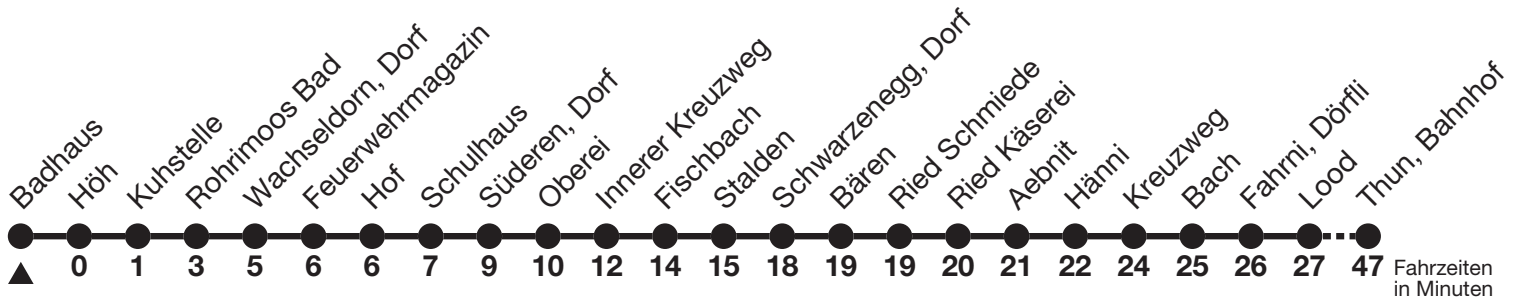 Badhaus
Höh
Kuhstelle
Rohrimoos Bad
Wachseldorn, Dorf
Feuerwehrmagazin
Hof
Schulhaus
Süderen, Dorf
Oberei
Innerer Kreuzweg
Fischbach
Stalden
Schwarzenegg, Dorf
Bären
Ried Schmiede
Ried Käserei
Aebnit
Hänni
Kreuzweg
Bach
Fahrni, Dörfli
Lood
Thun, Bahnhof
0 1 3 5 6 6 7 9 10 12 14 15 18 19 19 20 21 22 24 25 26 27 47 Fahrzeiten
in Minuten